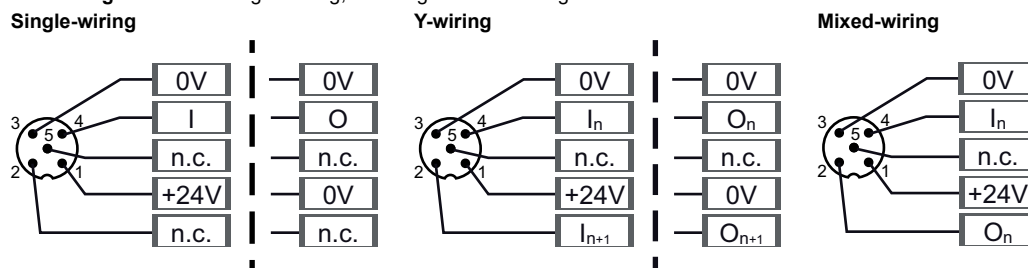 Single-wiring
Y-wiring
Mixed-wiring
0V
I
n.c.
+24V
n.c.
3
4
5
2
1
0V
O
n.c.
0V
n.c.
0V
Iₙ
n.c.
+24V
Iₙ₊₁
3
4
5
2
1
0V
Oₙ
n.c.
0V
Oₙ₊₁
0V
Iₙ
n.c.
+24V
Oₙ
3
4
5
2
1